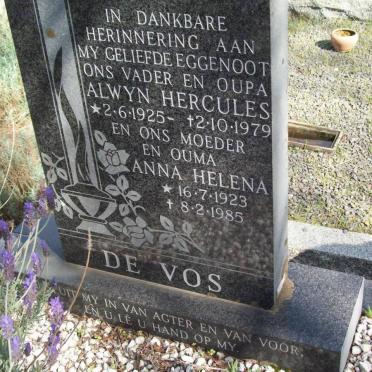 IN DANKBARE
HERINNERING AAN
MY GELIEFDE EGGENOOT
ONS VADER EN OUPA
ALWYN HERCULES
*2-6-1925- †2-10-1979
EN ONS MOEDER
EN OUMA
ANNA HELENA
*16-7-1923
†8-2-1985
DE VOS
MY IN VAN AGTER EN VAN VOOR,
EN U LÊ U HAND OP MY